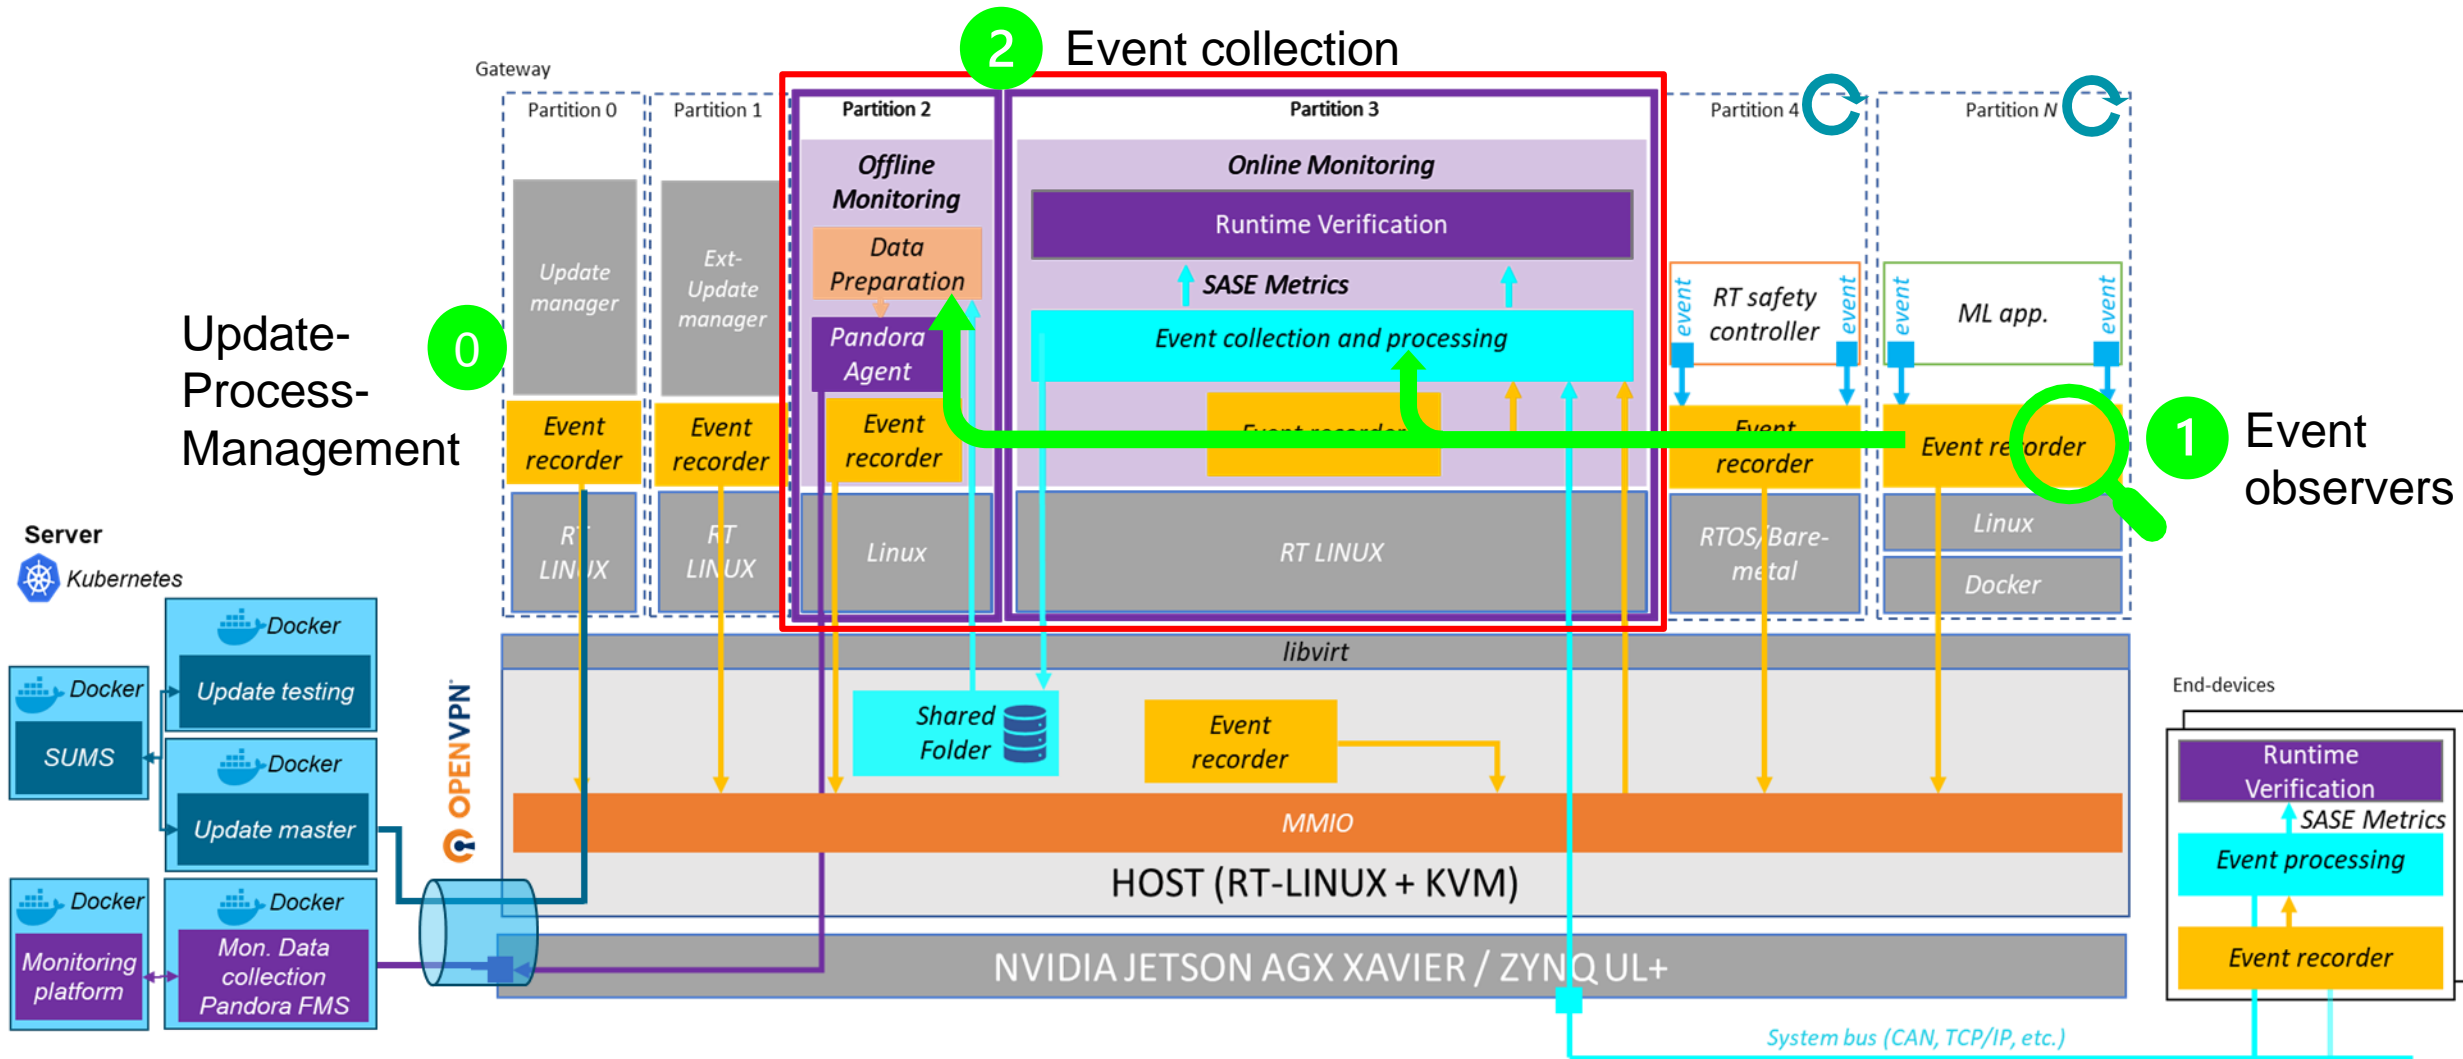 2 Event collection
Gateway
Partition 0
Partition 1
Partition 2
Partition 3
Partition 4
Partition N
Update
manager
Ext-
Update
manager
Offline
Monitoring
Data
Preparation
Pandora
Agent
Online Monitoring
Runtime Verification
SASE Metrics
Event collection and processing
event
RT safety
controller
event
event
ML app.
event
Update-
Process-
Management
0
Event
recorder
Event
recorder
Event
recorder
Event recorder
Event
recorder
Event recorder
1
Event
observers
RT
LINUX
RT
LINUX
Linux
RT LINUX
RTOS/Bare-
metal
Linux
Docker
Server
Kubernetes
Docker
Update testing
Docker
SUMS
Docker
Update master
Docker
Monitoring
platform
Docker
Mon. Data
collection
Pandora FMS
OPENVPN
libvirt
Shared
Folder
Event
recorder
MMIO
HOST (RT-LINUX + KVM)
NVIDIA JETSON AGX XAVIER / ZYNQ UL+
System bus (CAN, TCP/IP, etc.)
End-devices
Runtime
Verification
SASE Metrics
Event processing
Event recorder